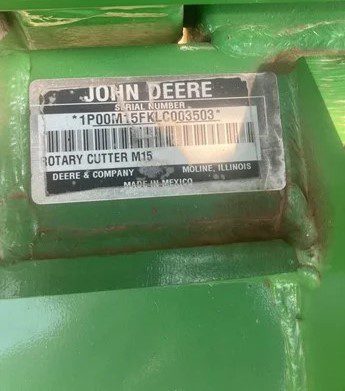 JOHN DEERE
SERIAL NUMBER
*1P00M15FKLC003503*
ROTARY CUTTER M15
DEERE & COMPANY MOLINE, ILLINOIS
MADE IN MEXICO